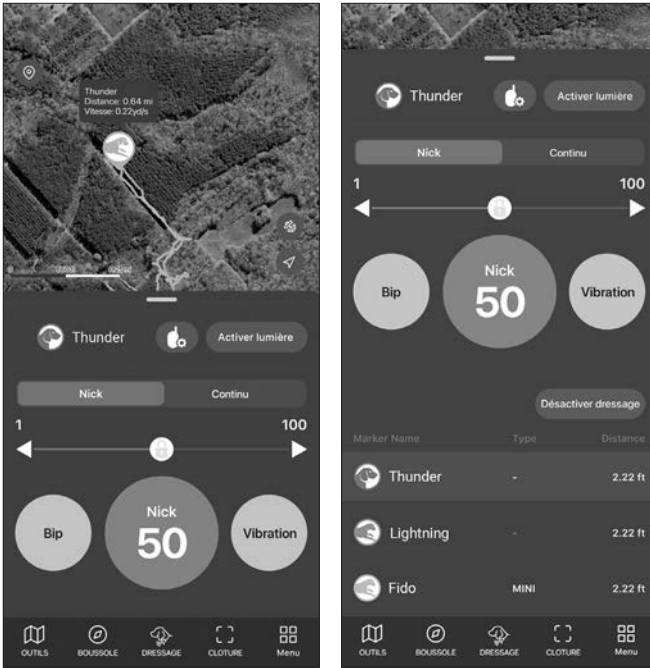 Thunder
Distance: 0.64 mi
Vitesse: 0.22yd/s
Thunder
Activer lumière
Nick
Continu
1
100
Bip
Nick
50
Vibration
OUTILS
BOUSSOLE
DRESSAGE
CLOTURE
Menu
Thunder
Activer lumière
Nick
Continu
1
100
Bip
Nick
50
Vibration
Désactiver dressage
Marker Name Type Distance
Thunder - 2.22 ft
Lightning - 2.22 ft
Fido MINI 2.22 ft
OUTILS
BOUSSOLE
DRESSAGE
CLOTURE
Menu